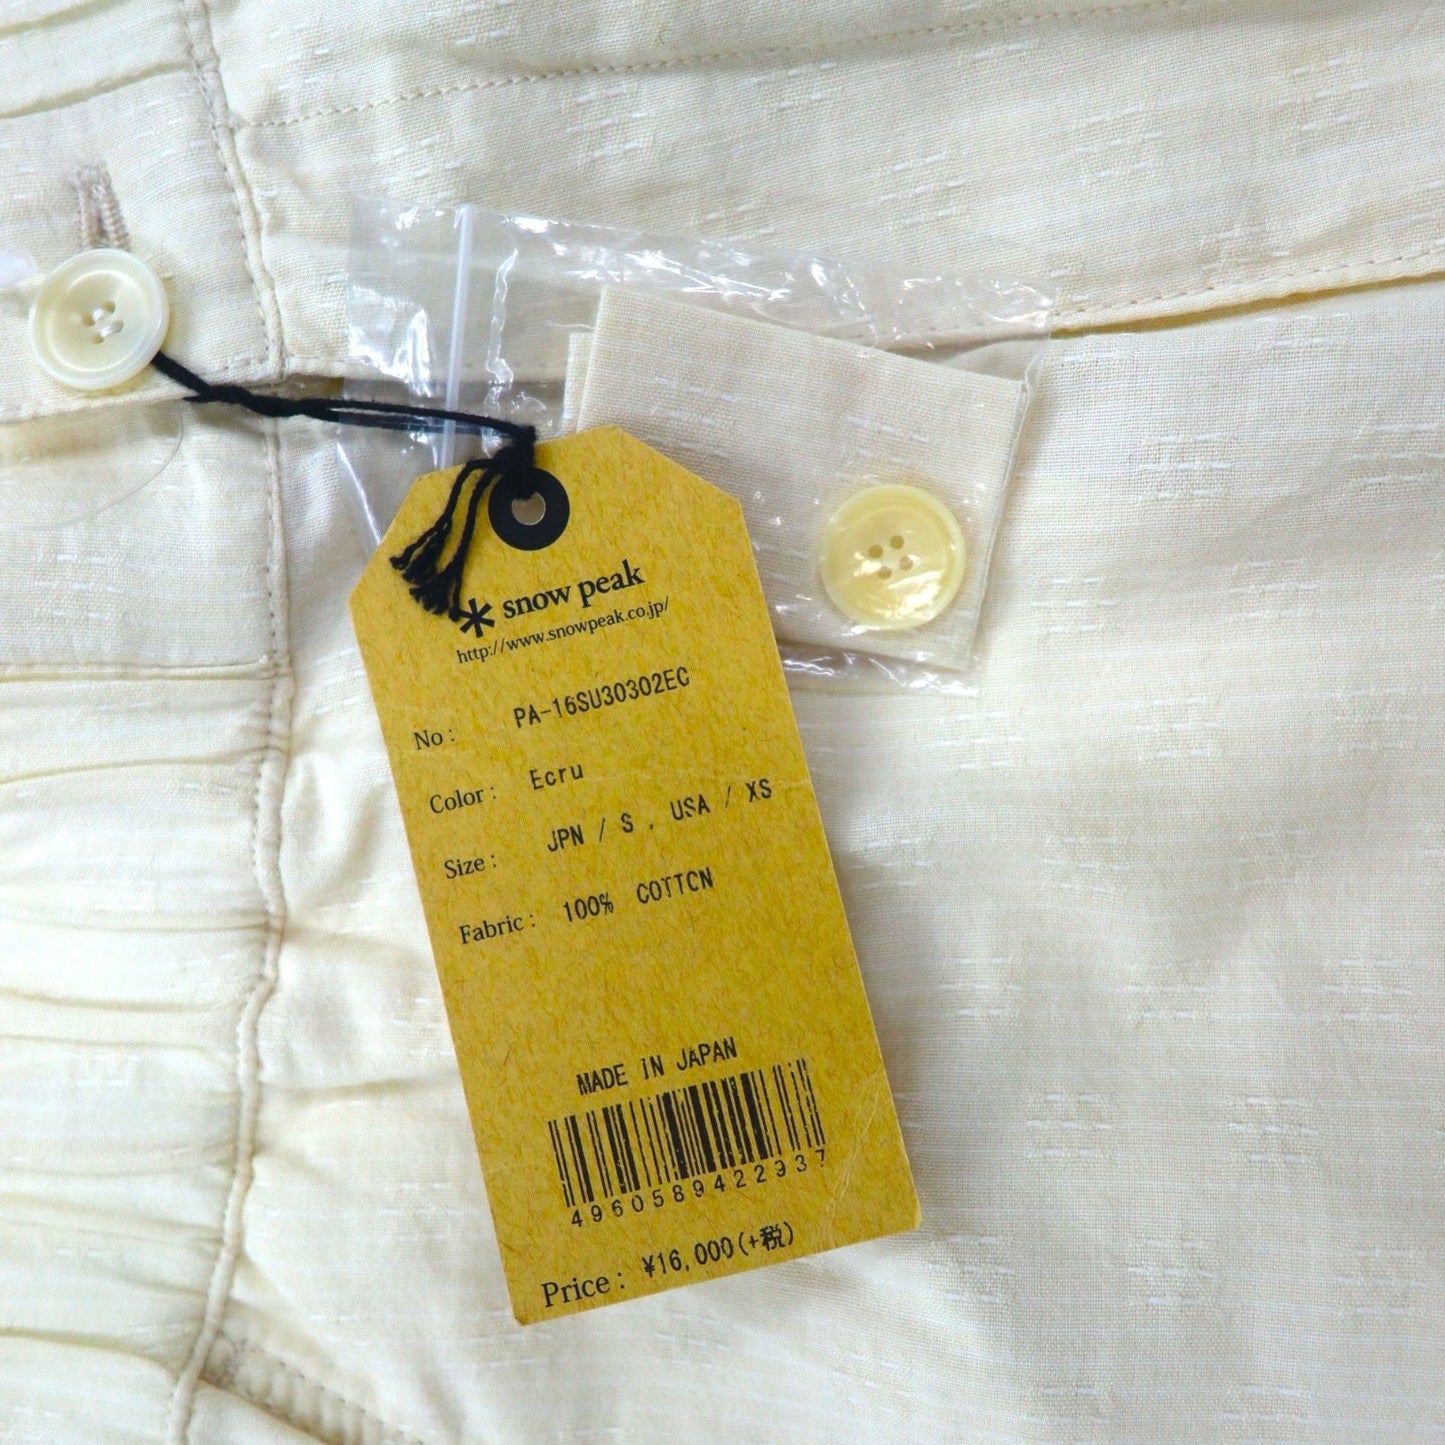 snow peak
http://www.snowpeak.co.jp/
No : PA-16SU30302EC
Color : Ecru
Size : JPN / S , USA / XS
Fabric : 100% COTTON
MADE IN JAPAN
4960589422937
Price : ¥16,000(+税)